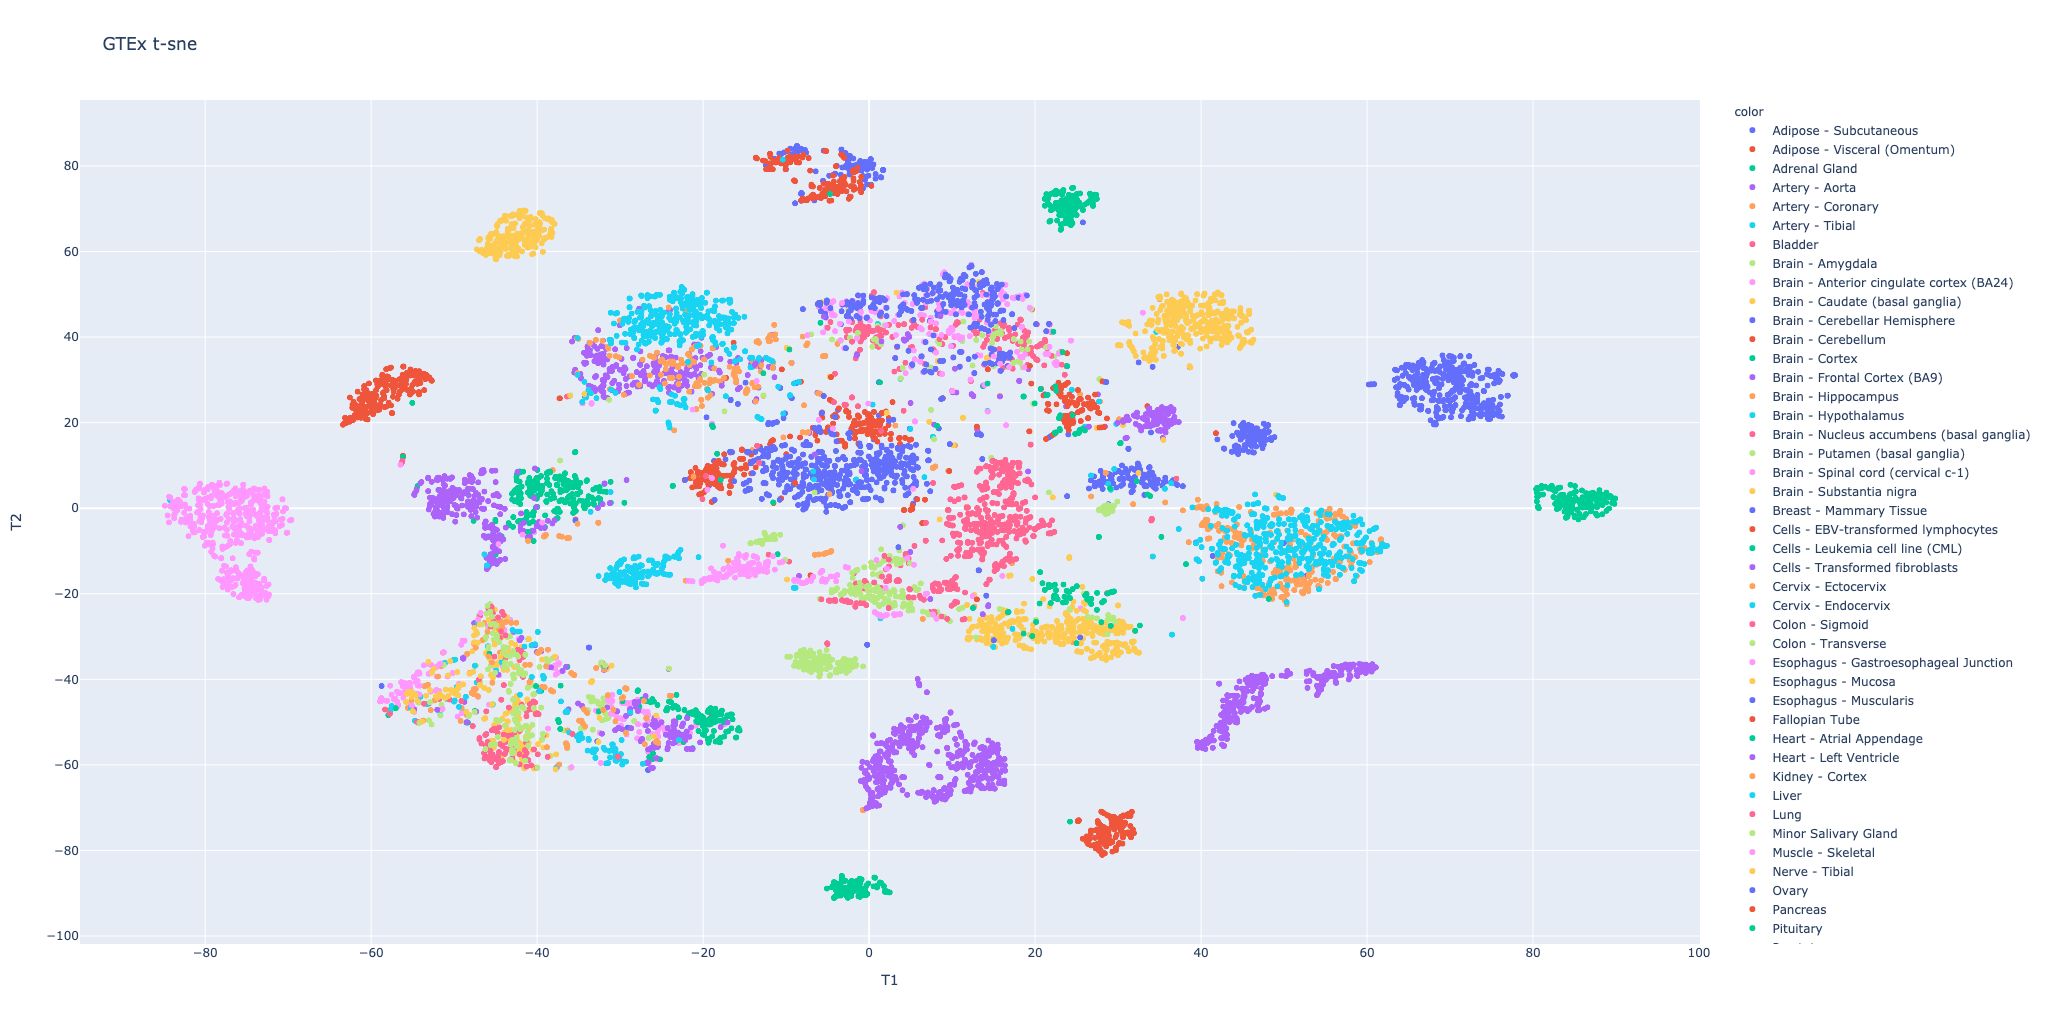 GTEx t-sne
color
Adipose - Subcutaneous
Adipose - Visceral (Omentum)
Adrenal Gland
Artery - Aorta
Artery - Coronary
Artery - Tibial
Bladder
Brain - Amygdala
Brain - Anterior cingulate cortex (BA24)
Brain - Caudate (basal ganglia)
Brain - Cerebellar Hemisphere
Brain - Cerebellum
Brain - Cortex
Brain - Frontal Cortex (BA9)
Brain - Hippocampus
Brain - Hypothalamus
Brain - Nucleus accumbens (basal ganglia)
Brain - Putamen (basal ganglia)
Brain - Spinal cord (cervical c-1)
Brain - Substantia nigra
Breast - Mammary Tissue
Cells - EBV-transformed lymphocytes
Cells - Leukemia cell line (CML)
Cells - Transformed fibroblasts
Cervix - Ectocervix
Cervix - Endocervix
Colon - Sigmoid
Colon - Transverse
Esophagus - Gastroesophageal Junction
Esophagus - Mucosa
Esophagus - Muscularis
Fallopian Tube
Heart - Atrial Appendage
Heart - Left Ventricle
Kidney - Cortex
Liver
Lung
Minor Salivary Gland
Muscle - Skeletal
Nerve - Tibial
Ovary
Pancreas
Pituitary
80
60
40
20
0
−20
−40
−60
−80
−100
T2
−80
−60
−40
−20
0
20
40
60
80
100
T1